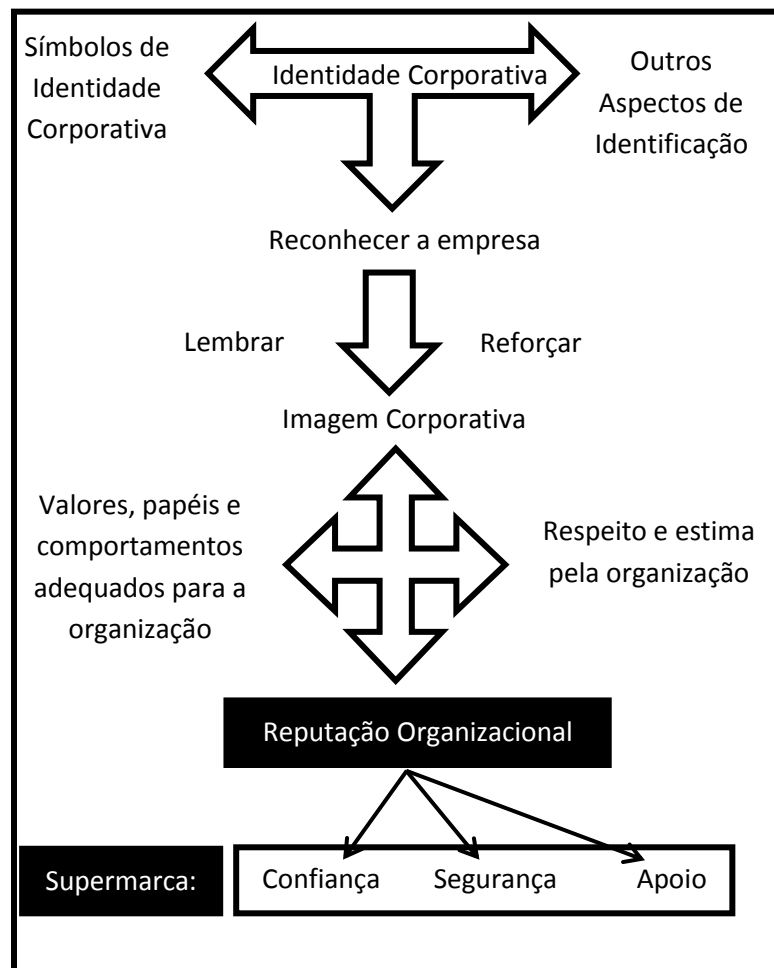 Símbolos de
Identidade
Corporativa
Identidade Corporativa
Outros
Aspectos de
Identificação
Reconhecer a empresa
Lembrar
Reforçar
Imagem Corporativa
Valores, papéis e
comportamentos
adequados para a
organização
Respeito e estima
pela organização
Reputação Organizacional
Supermarca:
Confiança
Segurança
Apoio